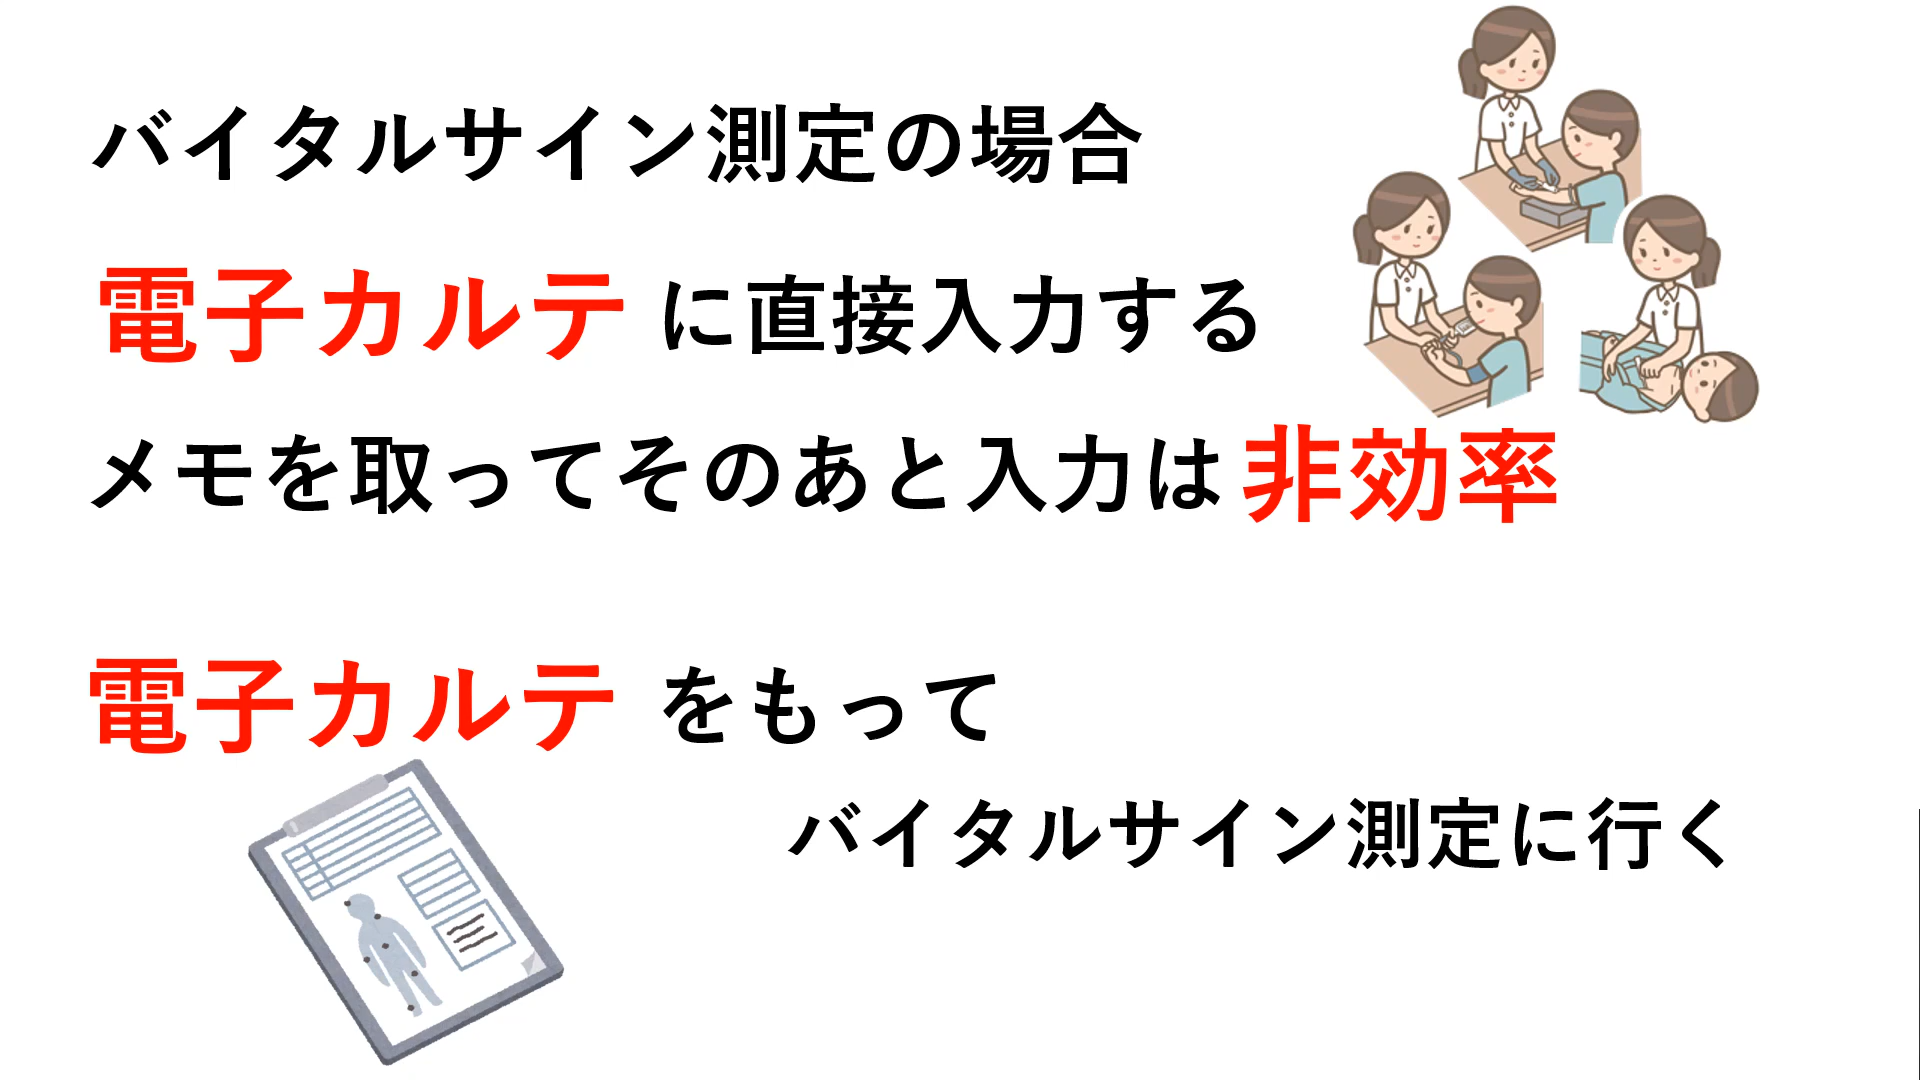 バイタルサイン測定の場合
電子カルテ に直接入力する
メモを取ってそのあと入力は 非効率
電子カルテ をもって
バイタルサイン測定に行く